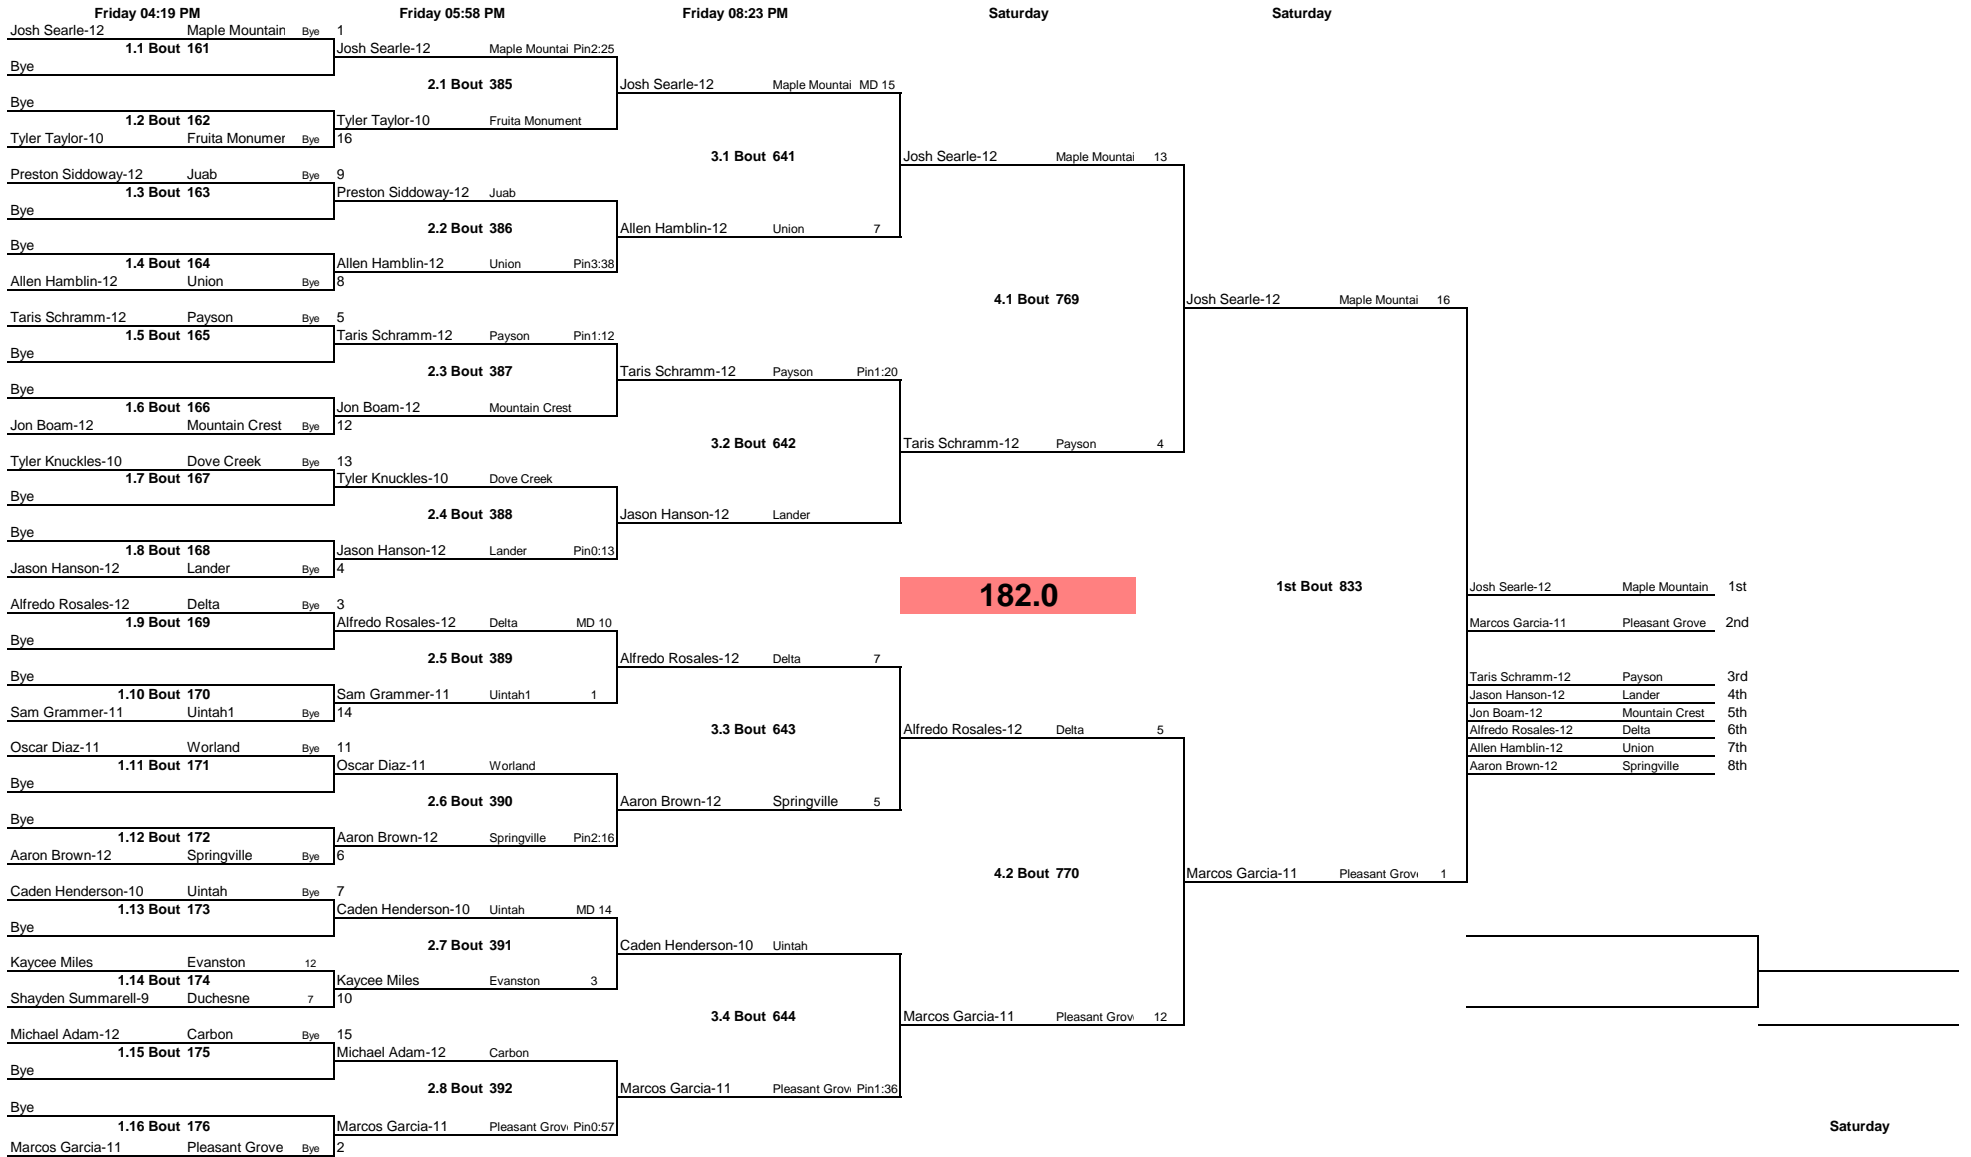 Friday 04:19 PM Friday 05:58 PM Friday 08:23 PM Saturday Saturday
Josh Searle-12 Maple Mountain Bye 1
1.1 Bout 161 Josh Searle-12 Maple Mountai Pin2:25
Bye
2.1 Bout 385 Josh Searle-12 Maple Mountai MD 15
Bye
1.2 Bout 162 Tyler Taylor-10 Fruita Monument
Tyler Taylor-10 Fruita Monumer Bye 16
3.1 Bout 641 Josh Searle-12 Maple Mountai 13
Preston Siddoway-12 Juab Bye 9
1.3 Bout 163 Preston Siddoway-12 Juab
Bye
2.2 Bout 386 Allen Hamblin-12 Union 7
Bye
1.4 Bout 164 Allen Hamblin-12 Union Pin3:38
Allen Hamblin-12 Union Bye 8
4.1 Bout 769 Josh Searle-12 Maple Mountai 16
Taris Schramm-12 Payson Bye 5
1.5 Bout 165 Taris Schramm-12 Payson Pin1:12
Bye
2.3 Bout 387 Taris Schramm-12 Payson Pin1:20
Bye
1.6 Bout 166 Jon Boam-12 Mountain Crest
Jon Boam-12 Mountain Crest Bye 12
3.2 Bout 642 Taris Schramm-12 Payson 4
Tyler Knuckles-10 Dove Creek Bye 13
1.7 Bout 167 Tyler Knuckles-10 Dove Creek
Bye
2.4 Bout 388 Jason Hanson-12 Lander
Bye
1.8 Bout 168 Jason Hanson-12 Lander Pin0:13
Jason Hanson-12 Lander Bye 4
182.0 1st Bout 833 Josh Searle-12 Maple Mountain 1st
Alfredo Rosales-12 Delta Bye 3
1.9 Bout 169 Alfredo Rosales-12 Delta MD 10 Marcos Garcia-11 Pleasant Grove 2nd
Bye
2.5 Bout 389 Alfredo Rosales-12 Delta 7
Bye Taris Schramm-12 Payson 3rd
1.10 Bout 170 Sam Grammer-11 Uintah1 1 Jason Hanson-12 Lander 4th
Sam Grammer-11 Uintah1 Bye 14 Jon Boam-12 Mountain Crest 5th
3.3 Bout 643 Alfredo Rosales-12 Delta 5 Alfredo Rosales-12 Delta 6th
Oscar Diaz-11 Worland Bye 11 Allen Hamblin-12 Union 7th
1.11 Bout 171 Oscar Diaz-11 Worland Aaron Brown-12 Springville 8th
Bye
2.6 Bout 390 Aaron Brown-12 Springville 5
Bye
1.12 Bout 172 Aaron Brown-12 Springville Pin2:16
Aaron Brown-12 Springville Bye 6
4.2 Bout 770 Marcos Garcia-11 Pleasant Grov 1
Caden Henderson-10 Uintah Bye 7
1.13 Bout 173 Caden Henderson-10 Uintah MD 14
Bye
2.7 Bout 391 Caden Henderson-10 Uintah
Kaycee Miles Evanston 12
1.14 Bout 174 Kaycee Miles Evanston 3
Shayden Summarell-9 Duchesne 7 10
3.4 Bout 644 Marcos Garcia-11 Pleasant Grov 12
Michael Adam-12 Carbon Bye 15
1.15 Bout 175 Michael Adam-12 Carbon
Bye
2.8 Bout 392 Marcos Garcia-11 Pleasant Grov Pin1:36
Bye
1.16 Bout 176 Marcos Garcia-11 Pleasant Grov Pin0:57 Saturday
Marcos Garcia-11 Pleasant Grove Bye 2